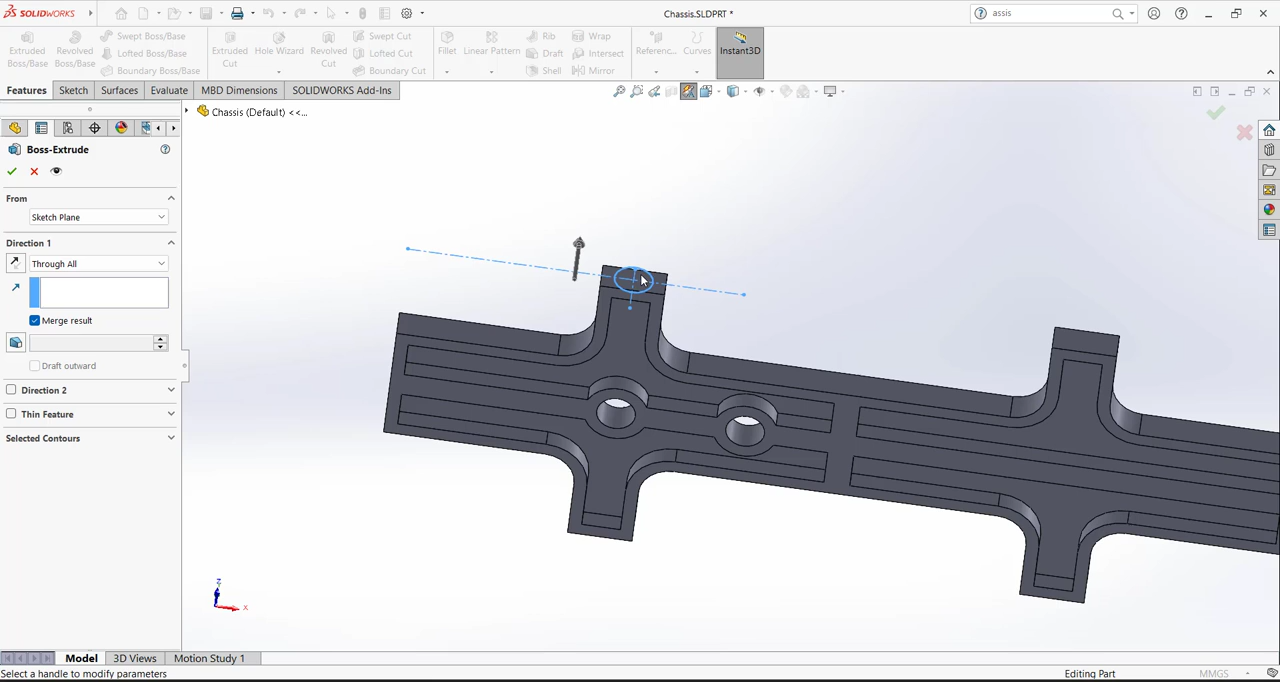 SOLIDWORKS
Chassis.SLDPRT *
assis
Extruded Boss/Base
Revolved Boss/Base
Swept Boss/Base
Lofted Boss/Base
Boundary Boss/Base
Extruded Cut
Hole Wizard
Revolved Cut
Swept Cut
Lofted Cut
Boundary Cut
Fillet
Linear Pattern
Rib
Draft
Shell
Wrap
Intersect
Mirror
Referenc...
Curves
Instant3D
Features
Sketch
Surfaces
Evaluate
MBD Dimensions
SOLIDWORKS Add-Ins
Chassis (Default) <<...
Boss-Extrude
From
Sketch Plane
Direction 1
Through All
Merge result
Draft outward
Direction 2
Thin Feature
Selected Contours
Z
X
Model
3D Views
Motion Study 1
Select a handle to modify parameters
Editing Part
MMGS